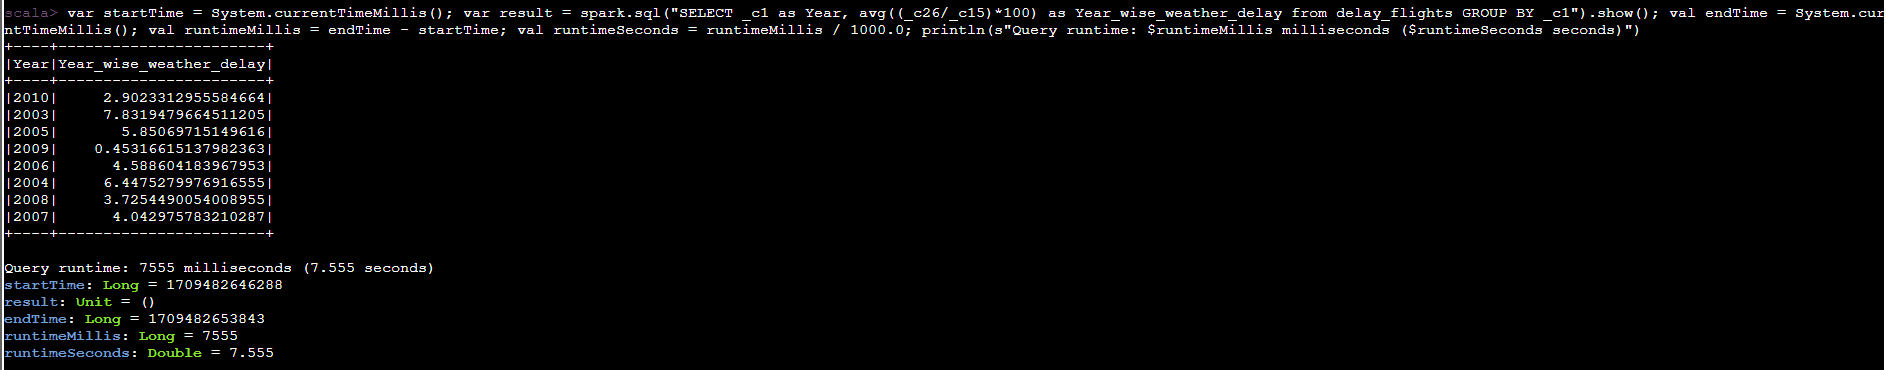 scala> var startTime = System.currentTimeMillis(); var result = spark.sql("SELECT _c1 as Year, avg((_c26/_c15)*100) as Year_wise_weather_delay from delay_flights GROUP BY _c1").show(); val endTime = System.cur
ntTimeMillis(); val runtimeMillis = endTime - startTime; val runtimeSeconds = runtimeMillis / 1000.0; println(s"Query runtime: $runtimeMillis milliseconds ($runtimeSeconds seconds)")
+----+-----------------------+
|Year|Year_wise_weather_delay|
+----+-----------------------+
|2010|     2.9023312955584664|
|2003|     7.8319479664511205|
|2005|       5.85069715149616|
|2009|    0.45316615137982363|
|2006|      4.588604183967953|
|2004|     6.4475279976916555|
|2008|     3.7254490054008955|
|2007|      4.042975783210287|
+----+-----------------------+
Query runtime: 7555 milliseconds (7.555 seconds)
startTime: Long = 1709482646288
result: Unit = ()
endTime: Long = 1709482653843
runtimeMillis: Long = 7555
runtimeSeconds: Double = 7.555